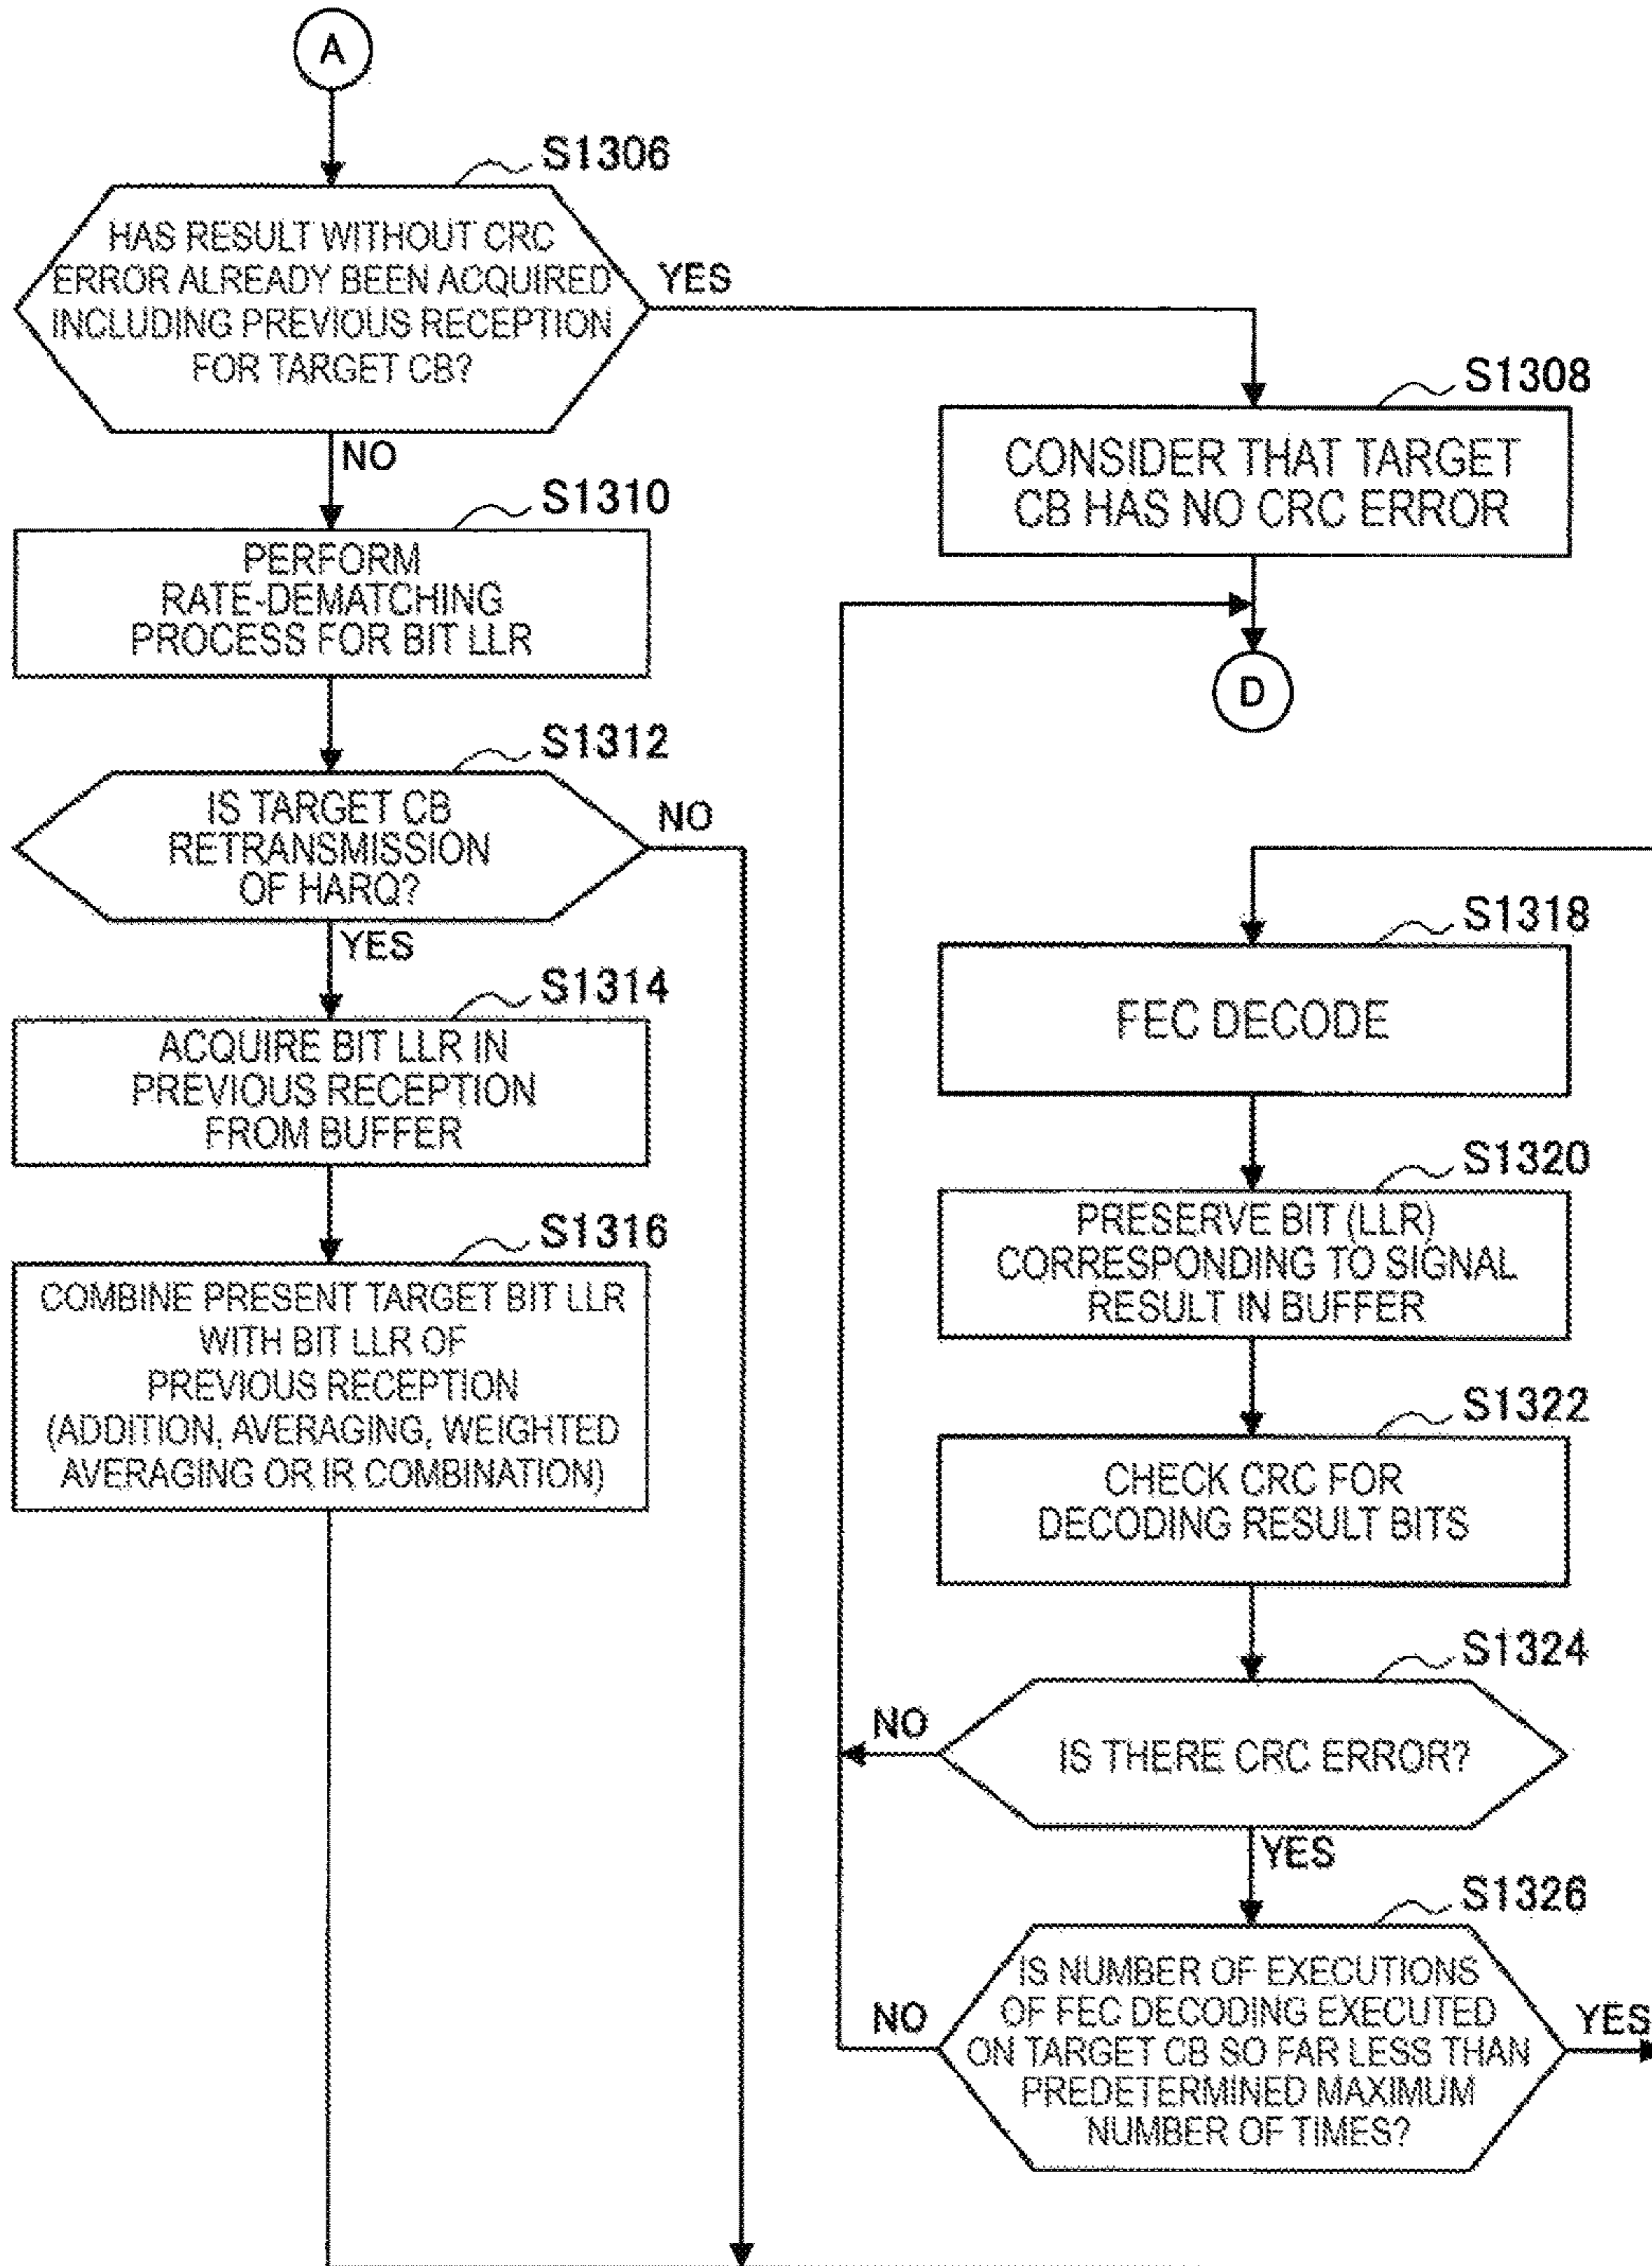 A
S1306
HAS RESULT WITHOUT CRC
ERROR ALREADY BEEN ACQUIRED
INCLUDING PREVIOUS RECEPTION
FOR TARGET CB?
YES
NO
S1308
CONSIDER THAT TARGET
CB HAS NO CRC ERROR
D
S1310
PERFORM
RATE-DEMATCHING
PROCESS FOR BIT LLR
S1312
IS TARGET CB
RETRANSMISSION
OF HARQ?
NO
YES
S1314
ACQUIRE BIT LLR IN
PREVIOUS RECEPTION
FROM BUFFER
S1316
COMBINE PRESENT TARGET BIT LLR
WITH BIT LLR OF
PREVIOUS RECEPTION
(ADDITION, AVERAGING, WEIGHTED
AVERAGING OR IR COMBINATION)
S1318
FEC DECODE
S1320
PRESERVE BIT (LLR)
CORRESPONDING TO SIGNAL
RESULT IN BUFFER
S1322
CHECK CRC FOR
DECODING RESULT BITS
S1324
IS THERE CRC ERROR?
NO
YES
S1326
IS NUMBER OF EXECUTIONS
OF FEC DECODING EXECUTED
ON TARGET CB SO FAR LESS THAN
PREDETERMINED MAXIMUM
NUMBER OF TIMES?
NO
YES